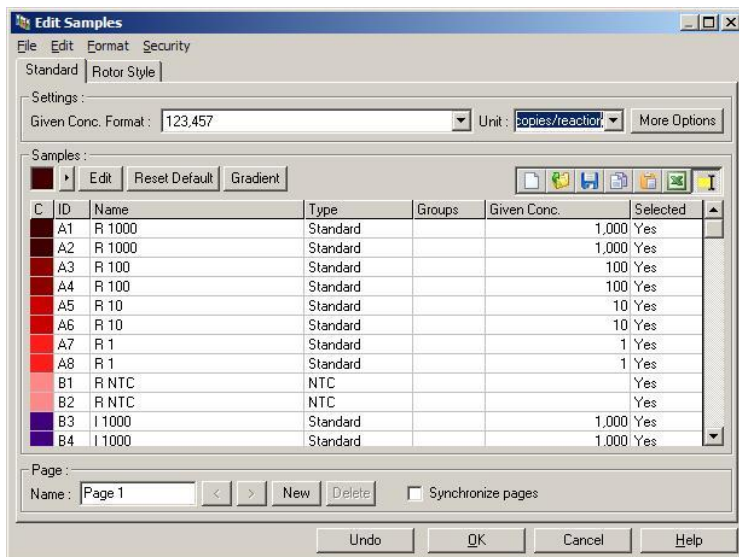 Edit Samples
File Edit Format Security
Standard Rotor Style
Settings :
Given Conc. Format : 123,457 Unit : copies/reaction More Options
Samples :
Edit Reset Default Gradient
C ID Name Type Groups Given Conc. Selected
A1 R 1000 Standard 1,000 Yes
A2 R 1000 Standard 1,000 Yes
A3 R 100 Standard 100 Yes
A4 R 100 Standard 100 Yes
A5 R 10 Standard 10 Yes
A6 R 10 Standard 10 Yes
A7 R 1 Standard 1 Yes
A8 R 1 Standard 1 Yes
B1 R NTC NTC Yes
B2 R NTC NTC Yes
B3 I 1000 Standard 1,000 Yes
B4 I 1000 Standard 1,000 Yes
Page :
Name : Page 1 < > New Delete Synchronize pages
Undo OK Cancel Help